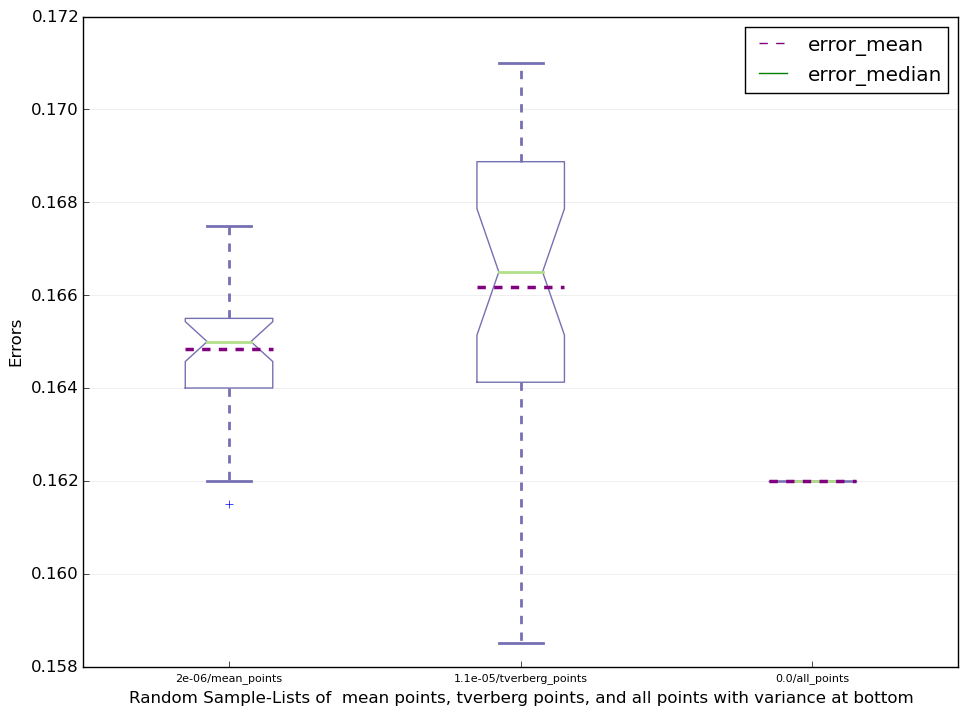 0.172
error_mean
error_median
0.170
0.168
0.166
0.164
0.162
0.160
0.158
Errors
2e-06/mean_points
1.1e-05/tverberg_points
0.0/all_points
Random Sample-Lists of  mean points, tverberg points, and all points with variance at bottom